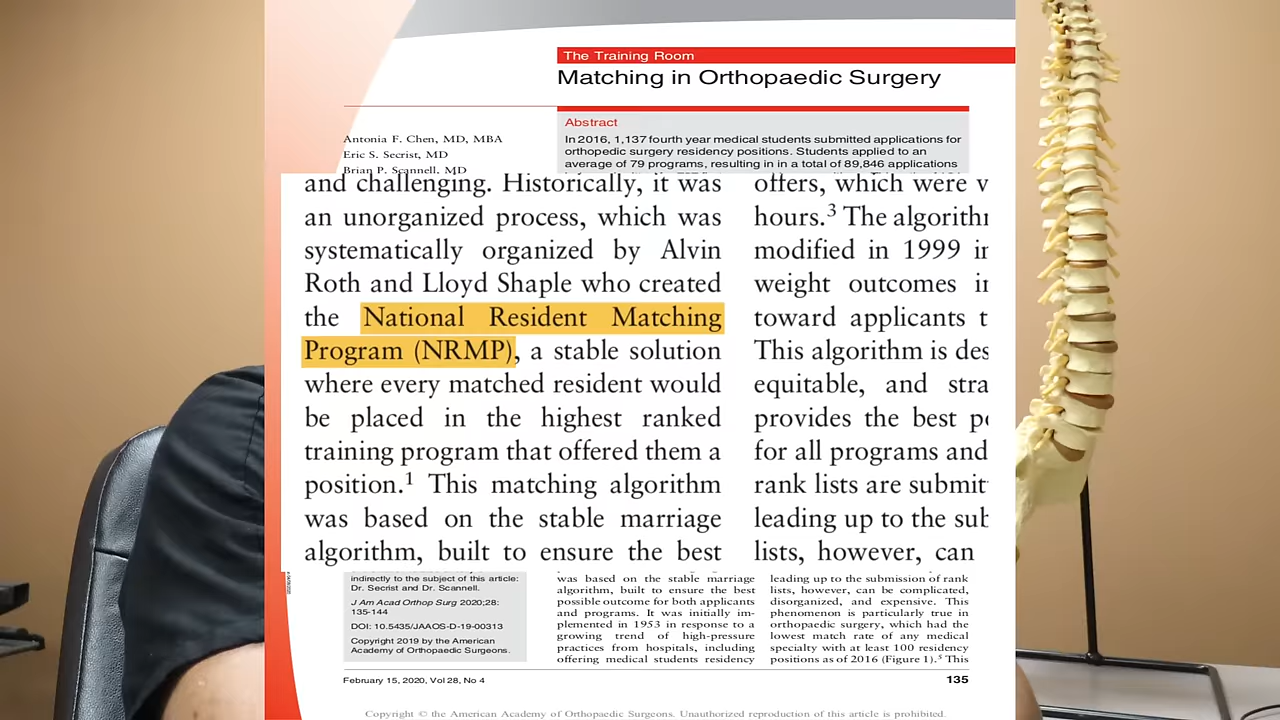 The Training Room
Matching in Orthopaedic Surgery
Antonia F. Chen, MD, MBA
Eric S. Secrist, MD
Brian P. Scannell, MD
Abstract
In 2016, 1,137 fourth year medical students submitted applications for
orthopedic surgery residency positions. Students applied to an
average of 79 programs, resulting in in a total of 89,846 applications
and challenging. Historically, it was
an unorganized process, which was
systematically organized by Alvin
Roth and Lloyd Shaple who created
the National Resident Matching
Program (NRMP), a stable solution
where every matched resident would
be placed in the highest ranked
training program that offered them a
position.1 This matching algorithm
was based on the stable marriage
algorithm, built to ensure the best
offers, which were v
hours.3 The algorithr
modified in 1999 ir
weight outcomes in
toward applicants t
This algorithm is des
equitable, and stra
provides the best po
for all programs and
rank lists are submit
leading up to the sub
lists, however, can
indirectly to the subject of this article:
Dr. Secrist and Dr. Scannell.
J Am Acad Orthop Surg 2020;28:
135-144
DOI: 10.5435/JAAOS-D-19-00313
Copyright 2019 by the American
Academy of Orthopaedic Surgeons.
was based on the stable marriage
algorithm, built to ensure the best
possible outcome for both applicants
and programs. It was initially im-
plemented in 1953 in response to a
growing trend of high-pressure
practices from hospitals, including
offering medical students residency
leading up to the submission of rank
lists, however, can be complicated,
disorganized, and expensive. This
phenomenon is particularly true in
orthopaedic surgery, which had the
lowest match rate of any medical
specialty with at least 100 residency
positions as of 2016 (Figure 1).5 This
February 15, 2020, Vol 28, No 4
135
Copyright © the American Academy of Orthopaedic Surgeons. Unauthorized reproduction of this article is prohibited.